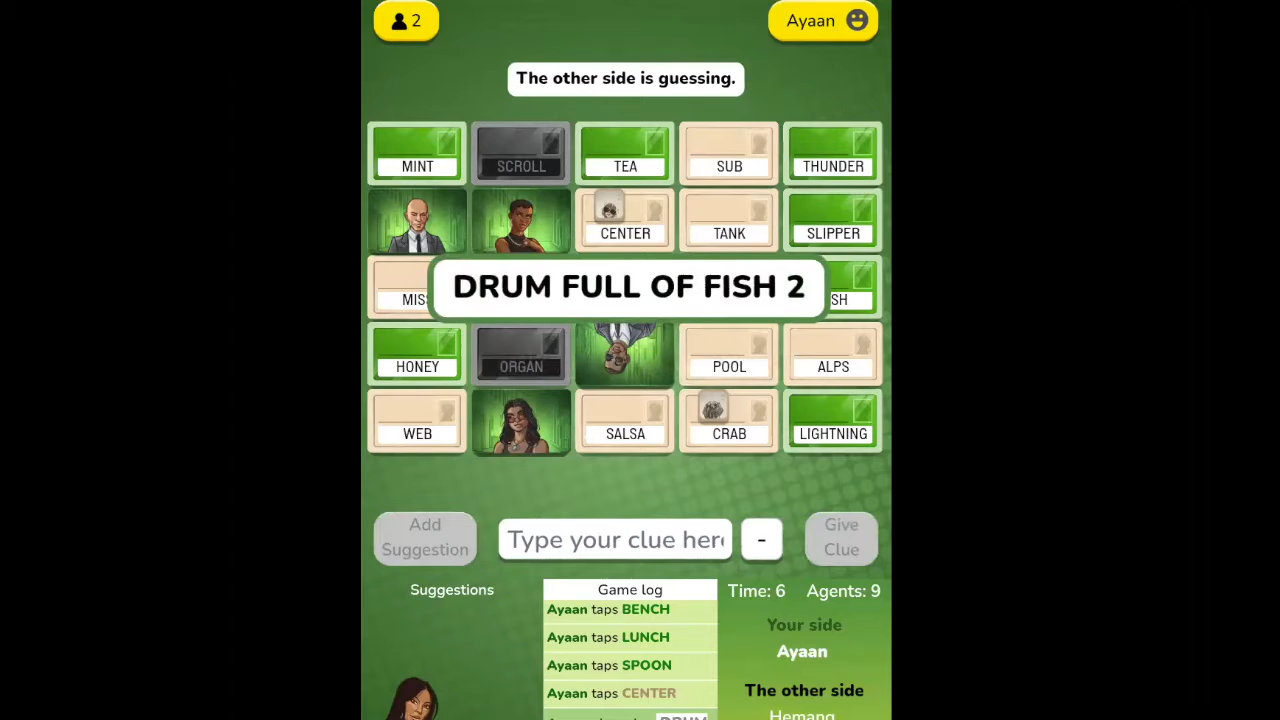 2
Ayaan
The other side is guessing.
MINT
SCROLL
TEA
SUB
THUNDER
CENTER
TANK
SLIPPER
DRUM FULL OF FISH 2
HONEY
ORGAN
POOL
ALPS
WEB
SALSA
CRAB
LIGHTNING
Add
Suggestion
Type your clue her
-
Give
Clue
Suggestions
Game log
Time: 6
Agents: 9
Ayaan taps BENCH
Ayaan taps LUNCH
Ayaan taps SPOON
Ayaan taps CENTER
Your side
Ayaan
The other side
Hemang